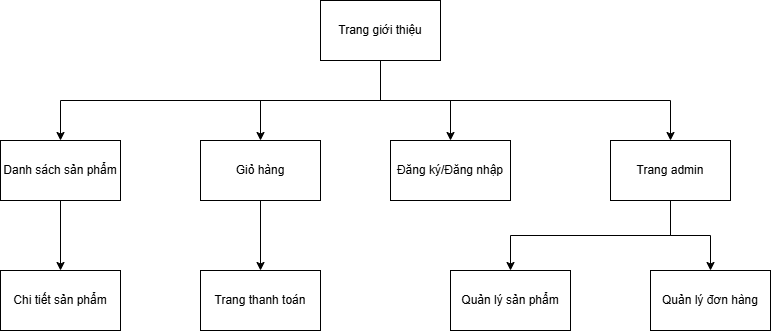 Trang giới thiệu
Danh sách sản phẩm
Giỏ hàng
Đăng ký/Đăng nhập
Trang admin
Chi tiết sản phẩm
Trang thanh toán
Quản lý sản phẩm
Quản lý đơn hàng